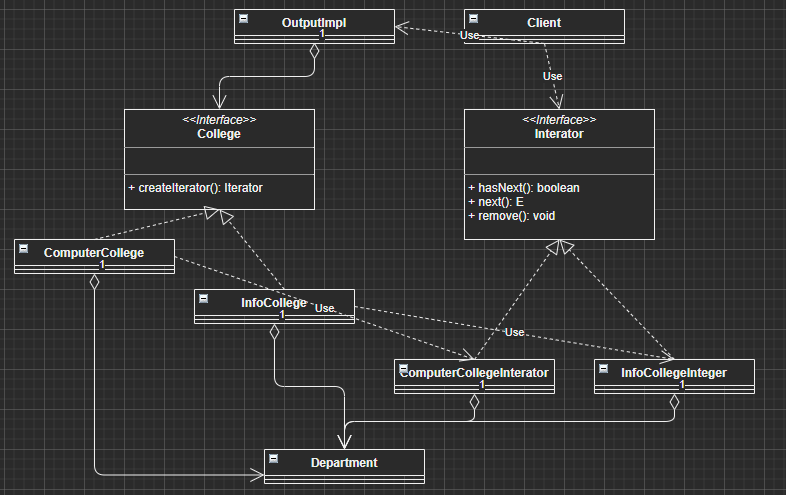 OutputImpl
1
Client
Use
Use
<<Interface>>
College
+ createIterator(): Iterator
<<Interface>>
Interator
+ hasNext(): boolean
+ next(): E
+ remove(): void
ComputerCollege
1
InfoCollege
1
Use
Use
ComputerCollegeInterator
1
InfoCollegeInteger
1
Department